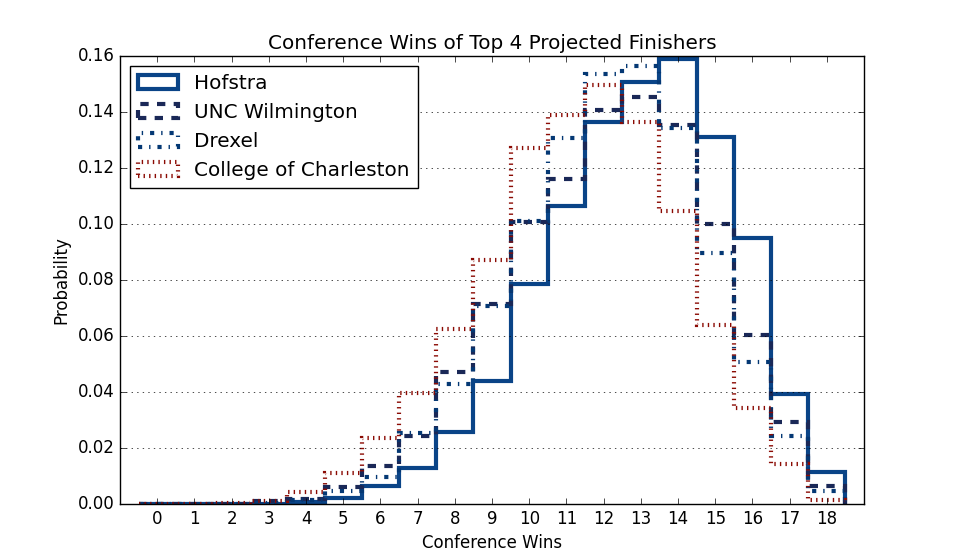 Conference Wins of Top 4 Projected Finishers
0.16
0.14
0.12
0.10
0.08
0.06
0.04
0.02
0.00
Probability
Hofstra
UNC Wilmington
Drexel
College of Charleston
0 1 2 3 4 5 6 7 8 9 10 11 12 13 14 15 16 17 18
Conference Wins